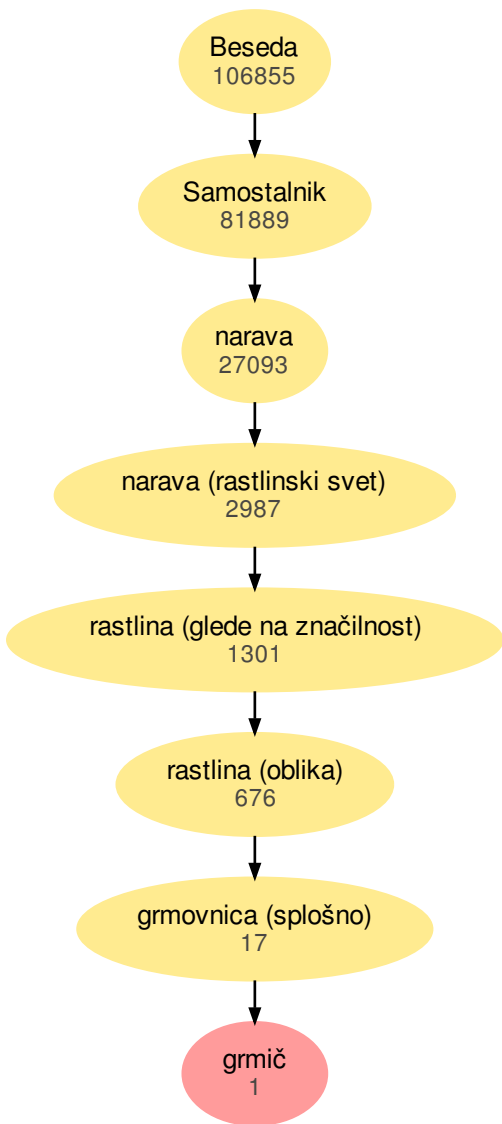 Beseda
106855
Samostalnik
81889
narava
27093
narava (rastlinski svet)
2987
rastlina (glede na značilnost)
1301
rastlina (oblika)
676
grmovnica (splošno)
17
grmič
1